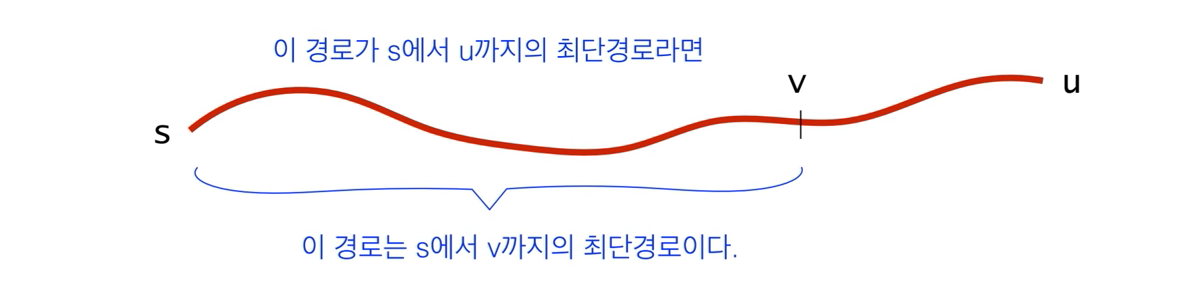 이 경로가 s에서 u까지의 최단경로라면
v
u
s
이 경로는 s에서 v까지의 최단경로이다.